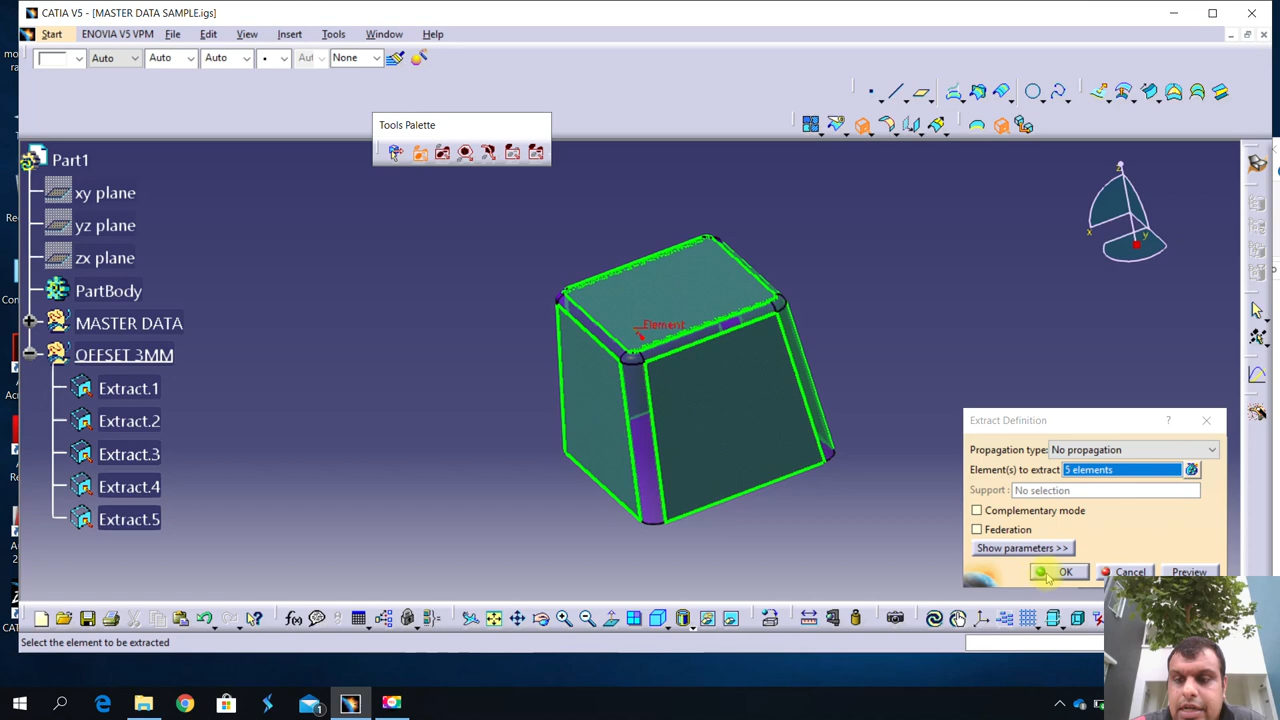 CATIA V5 - [MASTER DATA SAMPLE.igs]
Start ENOVIA V5 VPM File Edit View Insert Tools Window Help
Auto Auto Auto Aut None
Tools Palette
Part1
xy plane
yz plane
zx plane
PartBody
MASTER DATA
OFFSET 3MM
Extract.1
Extract.2
Extract.3
Extract.4
Extract.5
Element
z
x
y
Extract Definition
Propagation type: No propagation
Element(s) to extract 5 elements
Support : No selection
Complementary mode
Federation
Show parameters >>
OK Cancel Preview
Select the element to be extracted